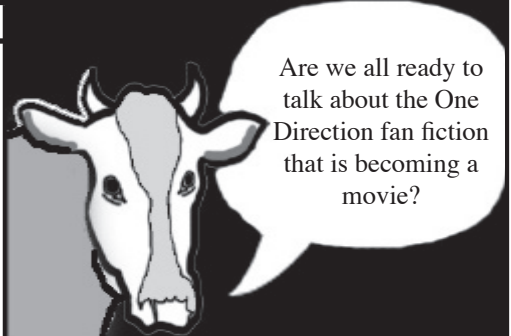 Are we all ready to
talk about the One
Direction fan fiction
that is becoming a
movie?